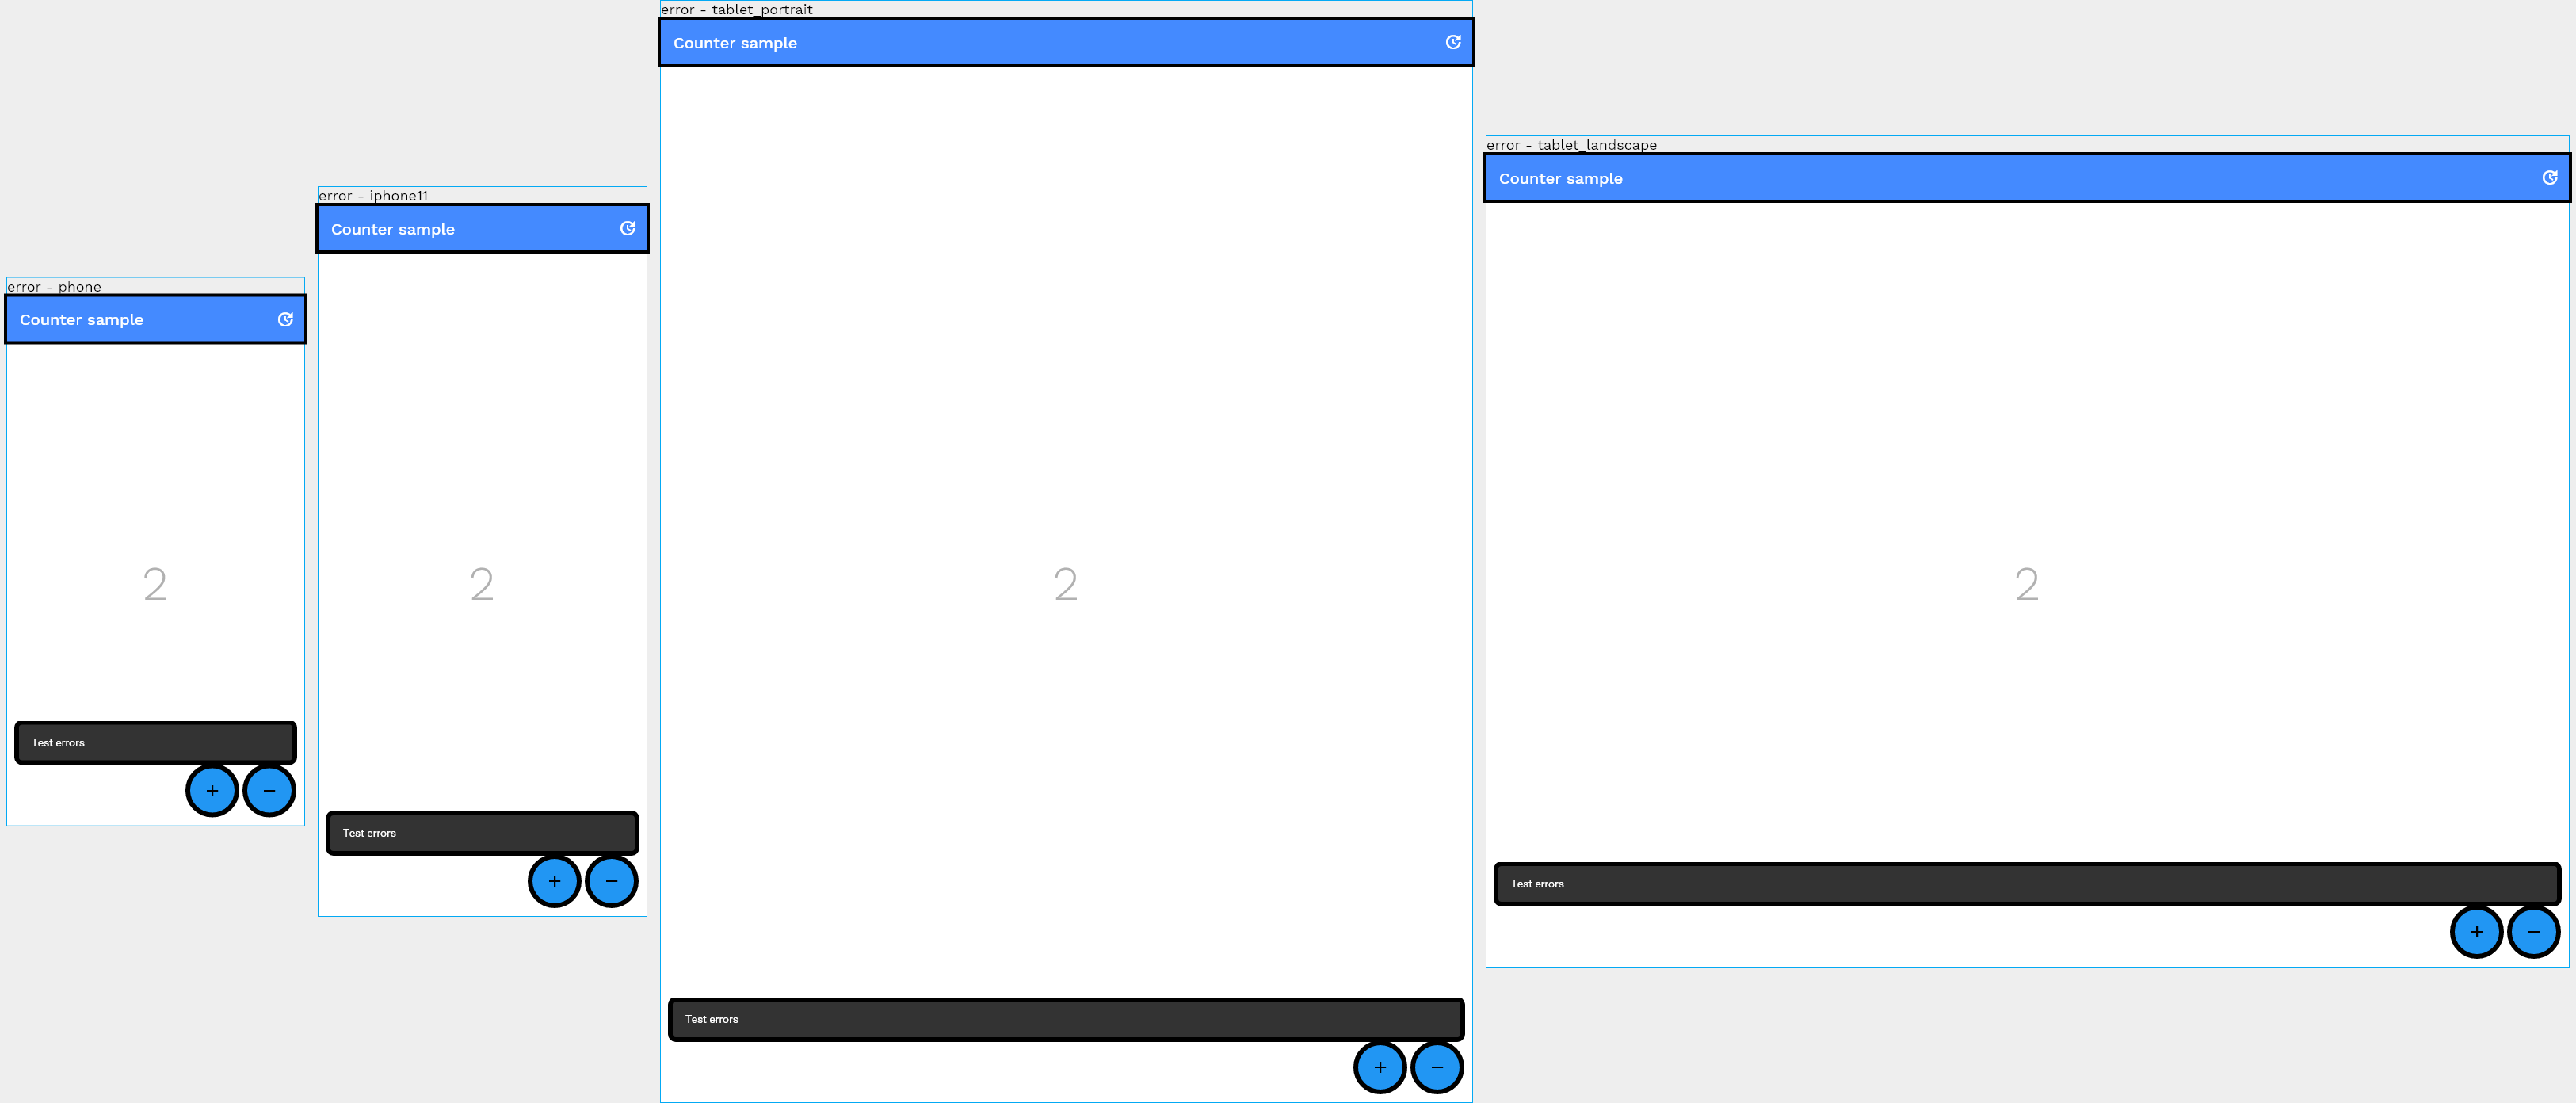 error - phone
Counter sample
2
Test errors
+ −
error - iphone11
Counter sample
2
Test errors
+ −
error - tablet_portrait
Counter sample
2
Test errors
+ −
error - tablet_landscape
Counter sample
2
Test errors
+ −